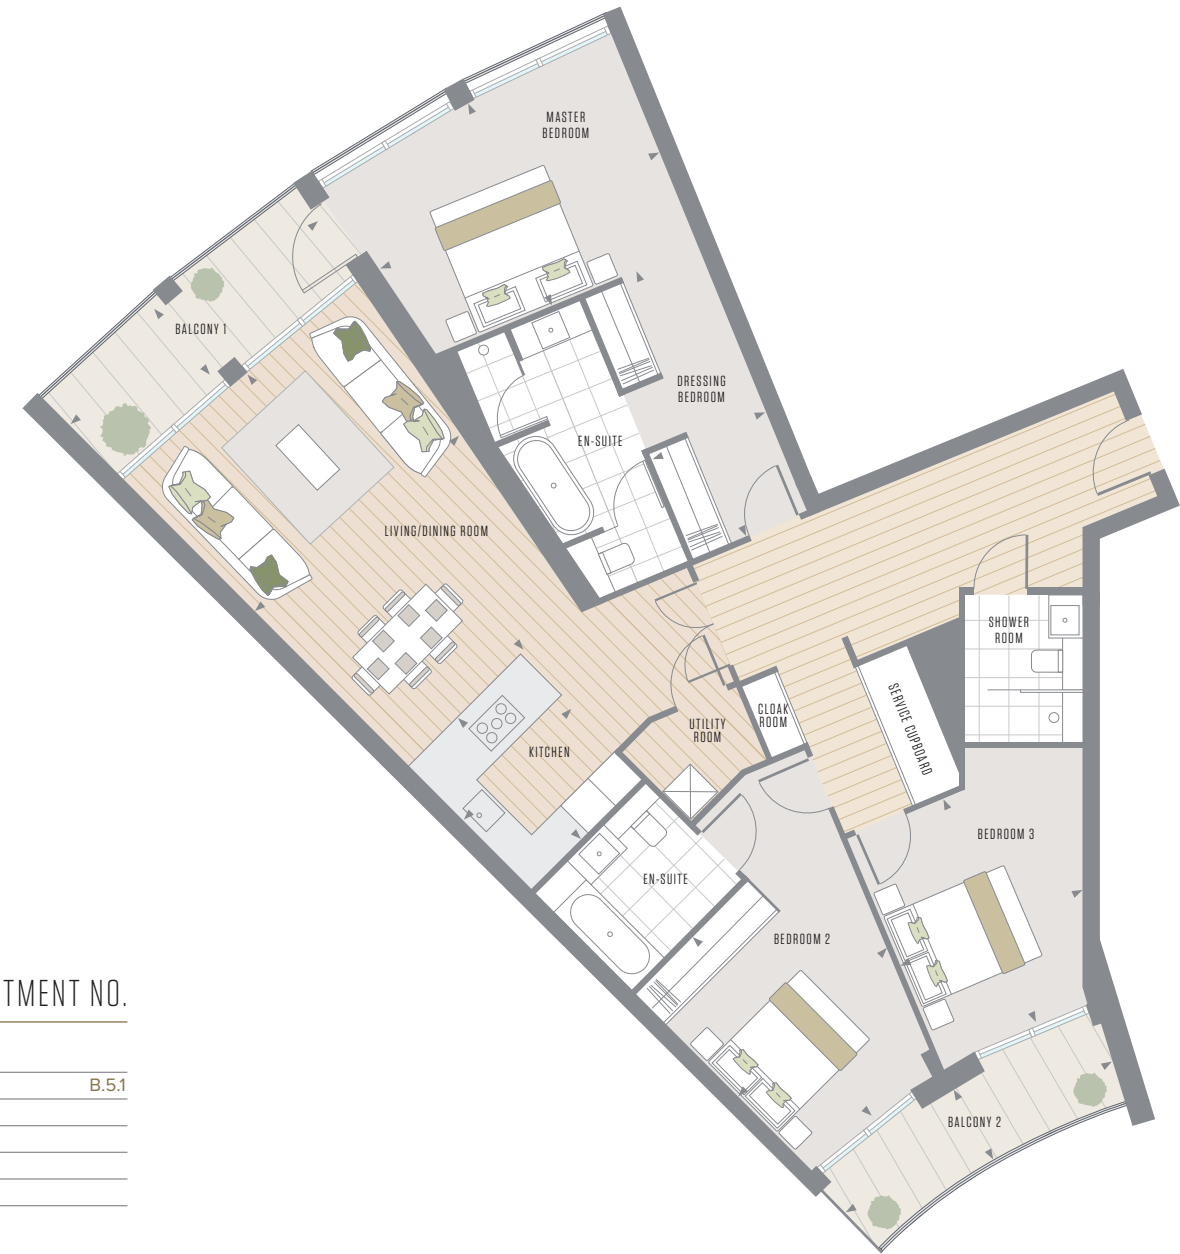 MASTER
BEDROOM
BALCONY 1
DRESSING
BEDROOM
EN-SUITE
LIVING/DINING ROOM
SHOWER
ROOM
SERVICE CUPBOARD
CLOAK
ROOM
UTILITY
ROOM
KITCHEN
BEDROOM 3
EN-SUITE
BEDROOM 2
BALCONY 2
TMENT NO.
B.5.1